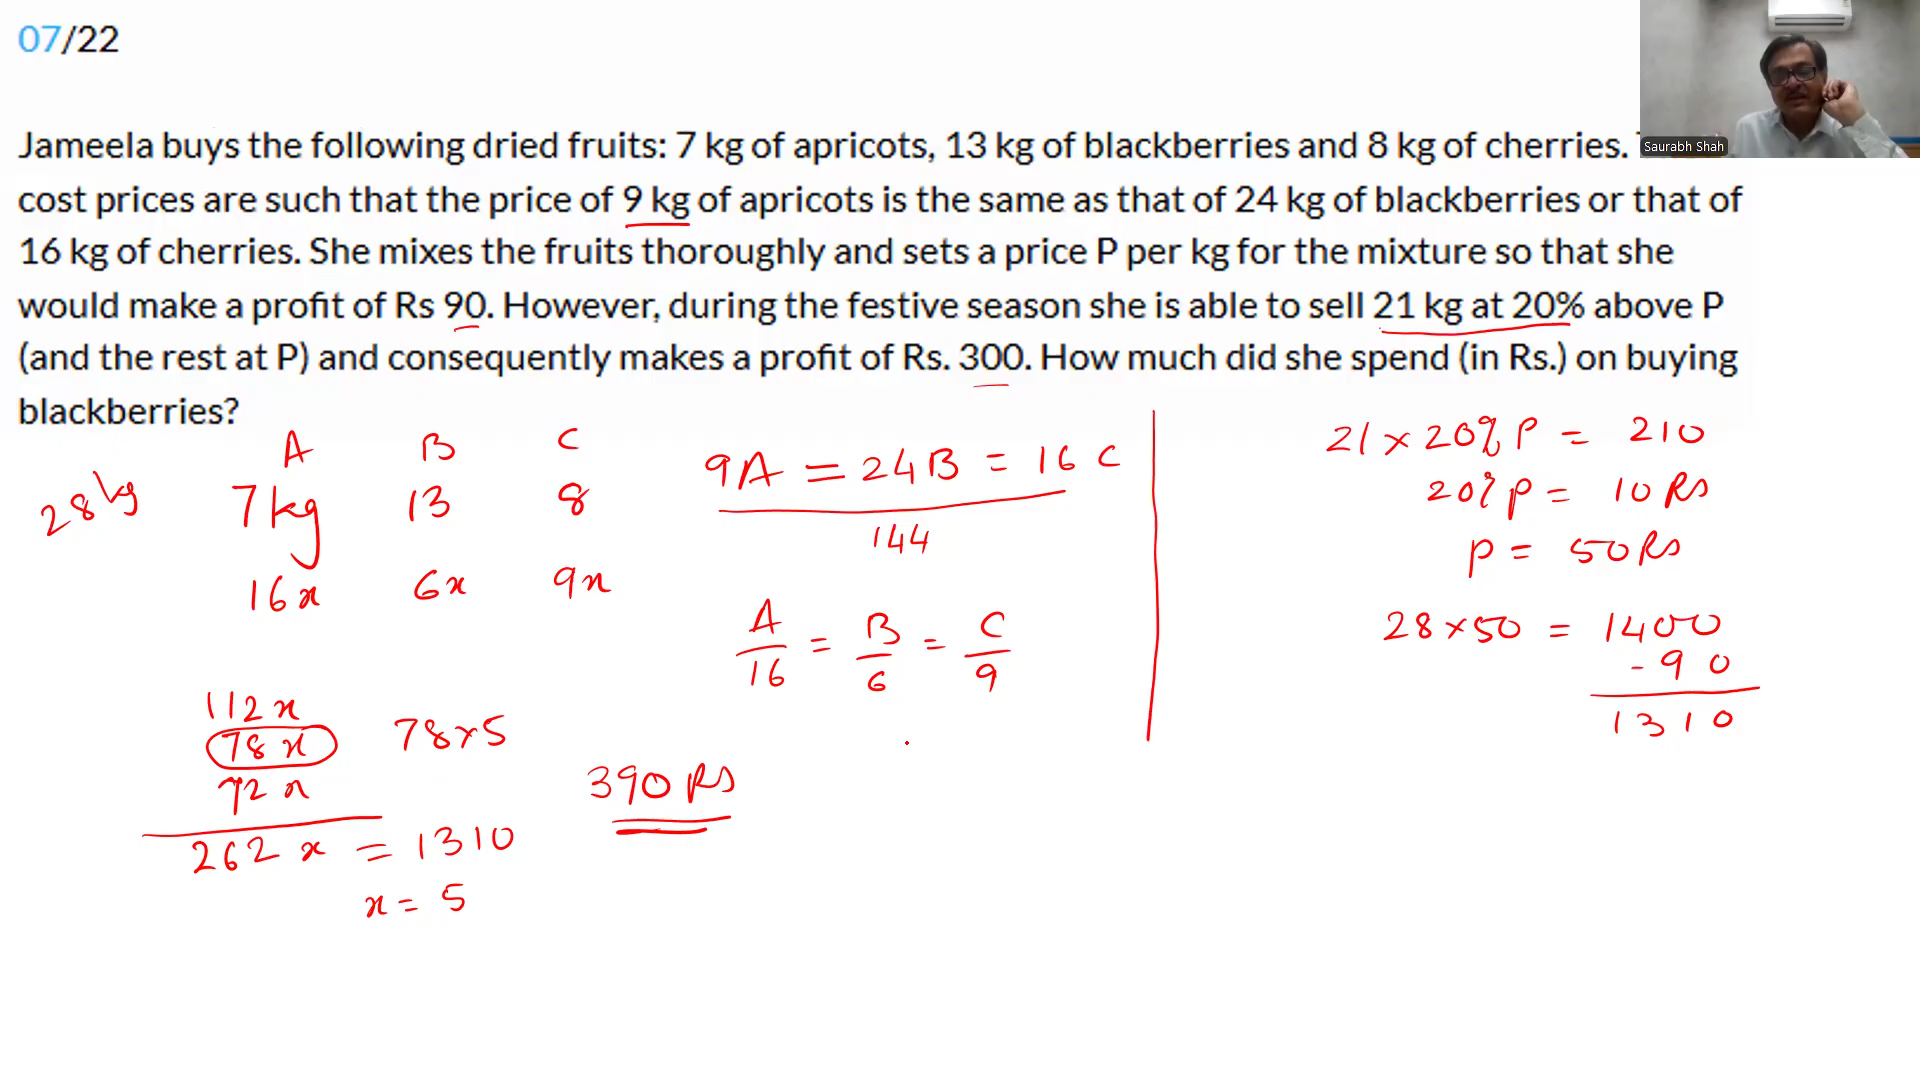 07/22
Saurabh Shah
Jameela buys the following dried fruits: 7 kg of apricots, 13 kg of blackberries and 8 kg of cherries.
cost prices are such that the price of 9 kg of apricots is the same as that of 24 kg of blackberries or that of
16 kg of cherries. She mixes the fruits thoroughly and sets a price P per kg for the mixture so that she
would make a profit of Rs 90. However, during the festive season she is able to sell 21 kg at 20% above P
(and the rest at P) and consequently makes a profit of Rs. 300. How much did she spend (in Rs.) on buying
blackberries?
A B C
28 kg 7kg 13 8
16x 6x 9x
112x
78x 78×5
72x
390 Rs
262x = 1310
x = 5
9A = 24B = 16C
144
A/16 = B/6 = C/9
21 × 20% P = 210
20% P = 10 Rs
P = 50 Rs
28 × 50 = 1400
- 90
1310